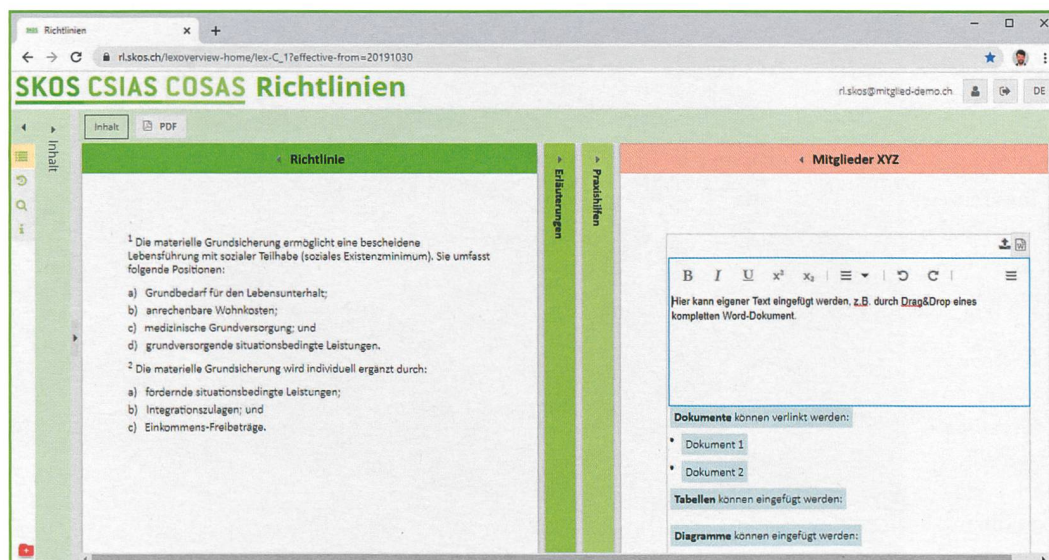 Richtlinien
rl.skos.ch/lexoverview-home/lex-C_1?effective-from=20191030
SKOS CSIAS COSAS Richtlinien
rl.skos@mitglied-demo.ch
DE
Inhalt
PDF
Inhalt
Richtlinie
Erläuterungen
Praxishilfen
Mitglieder XYZ
1 Die materielle Grundsicherung ermöglicht eine bescheidene
Lebensführung mit sozialer Teilhabe (soziales Existenzminimum). Sie umfasst
folgende Positionen:
a) Grundbedarf für den Lebensunterhalt;
b) anrechenbare Wohnkosten;
c) medizinische Grundversorgung; und
d) grundversorgende situationsbedingte Leistungen.
2 Die materielle Grundsicherung wird individuell ergänzt durch:
a) fördernde situationsbedingte Leistungen;
b) Integrationszulagen; und
c) Einkommens-Freibeträge.
B I U x² x₂
Hier kann eigener Text eingefügt werden, z.B. durch Drag&Drop eines
kompletten Word-Dokument.
Dokumente können verlinkt werden:
Dokument 1
Dokument 2
Tabellen können eingefügt werden:
Diagramme können eingefügt werden: